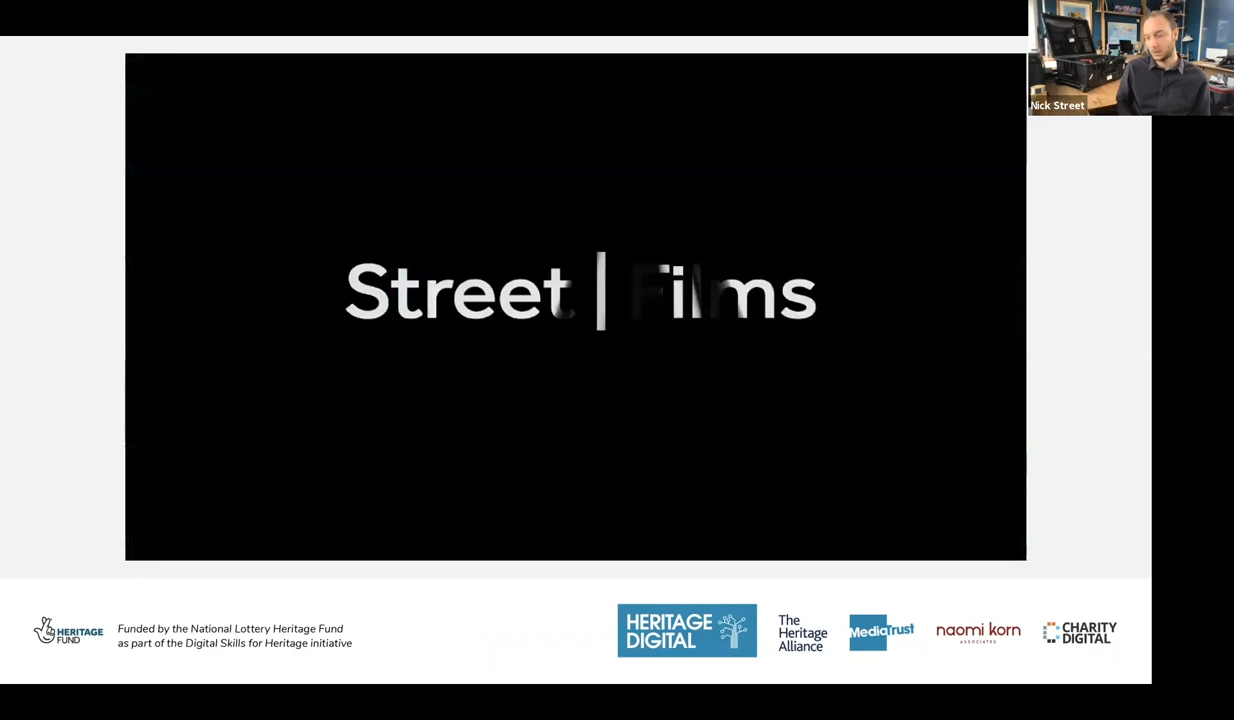 Nick Street
Street | Films
HERITAGE
FUND
Funded by the National Lottery Heritage Fund
as part of the Digital Skills for Heritage initiative
HERITAGE
DIGITAL
The
Heritage
Alliance
MediaTrust
naomi korn
ASSOCIATES
CHARITY
DIGITAL